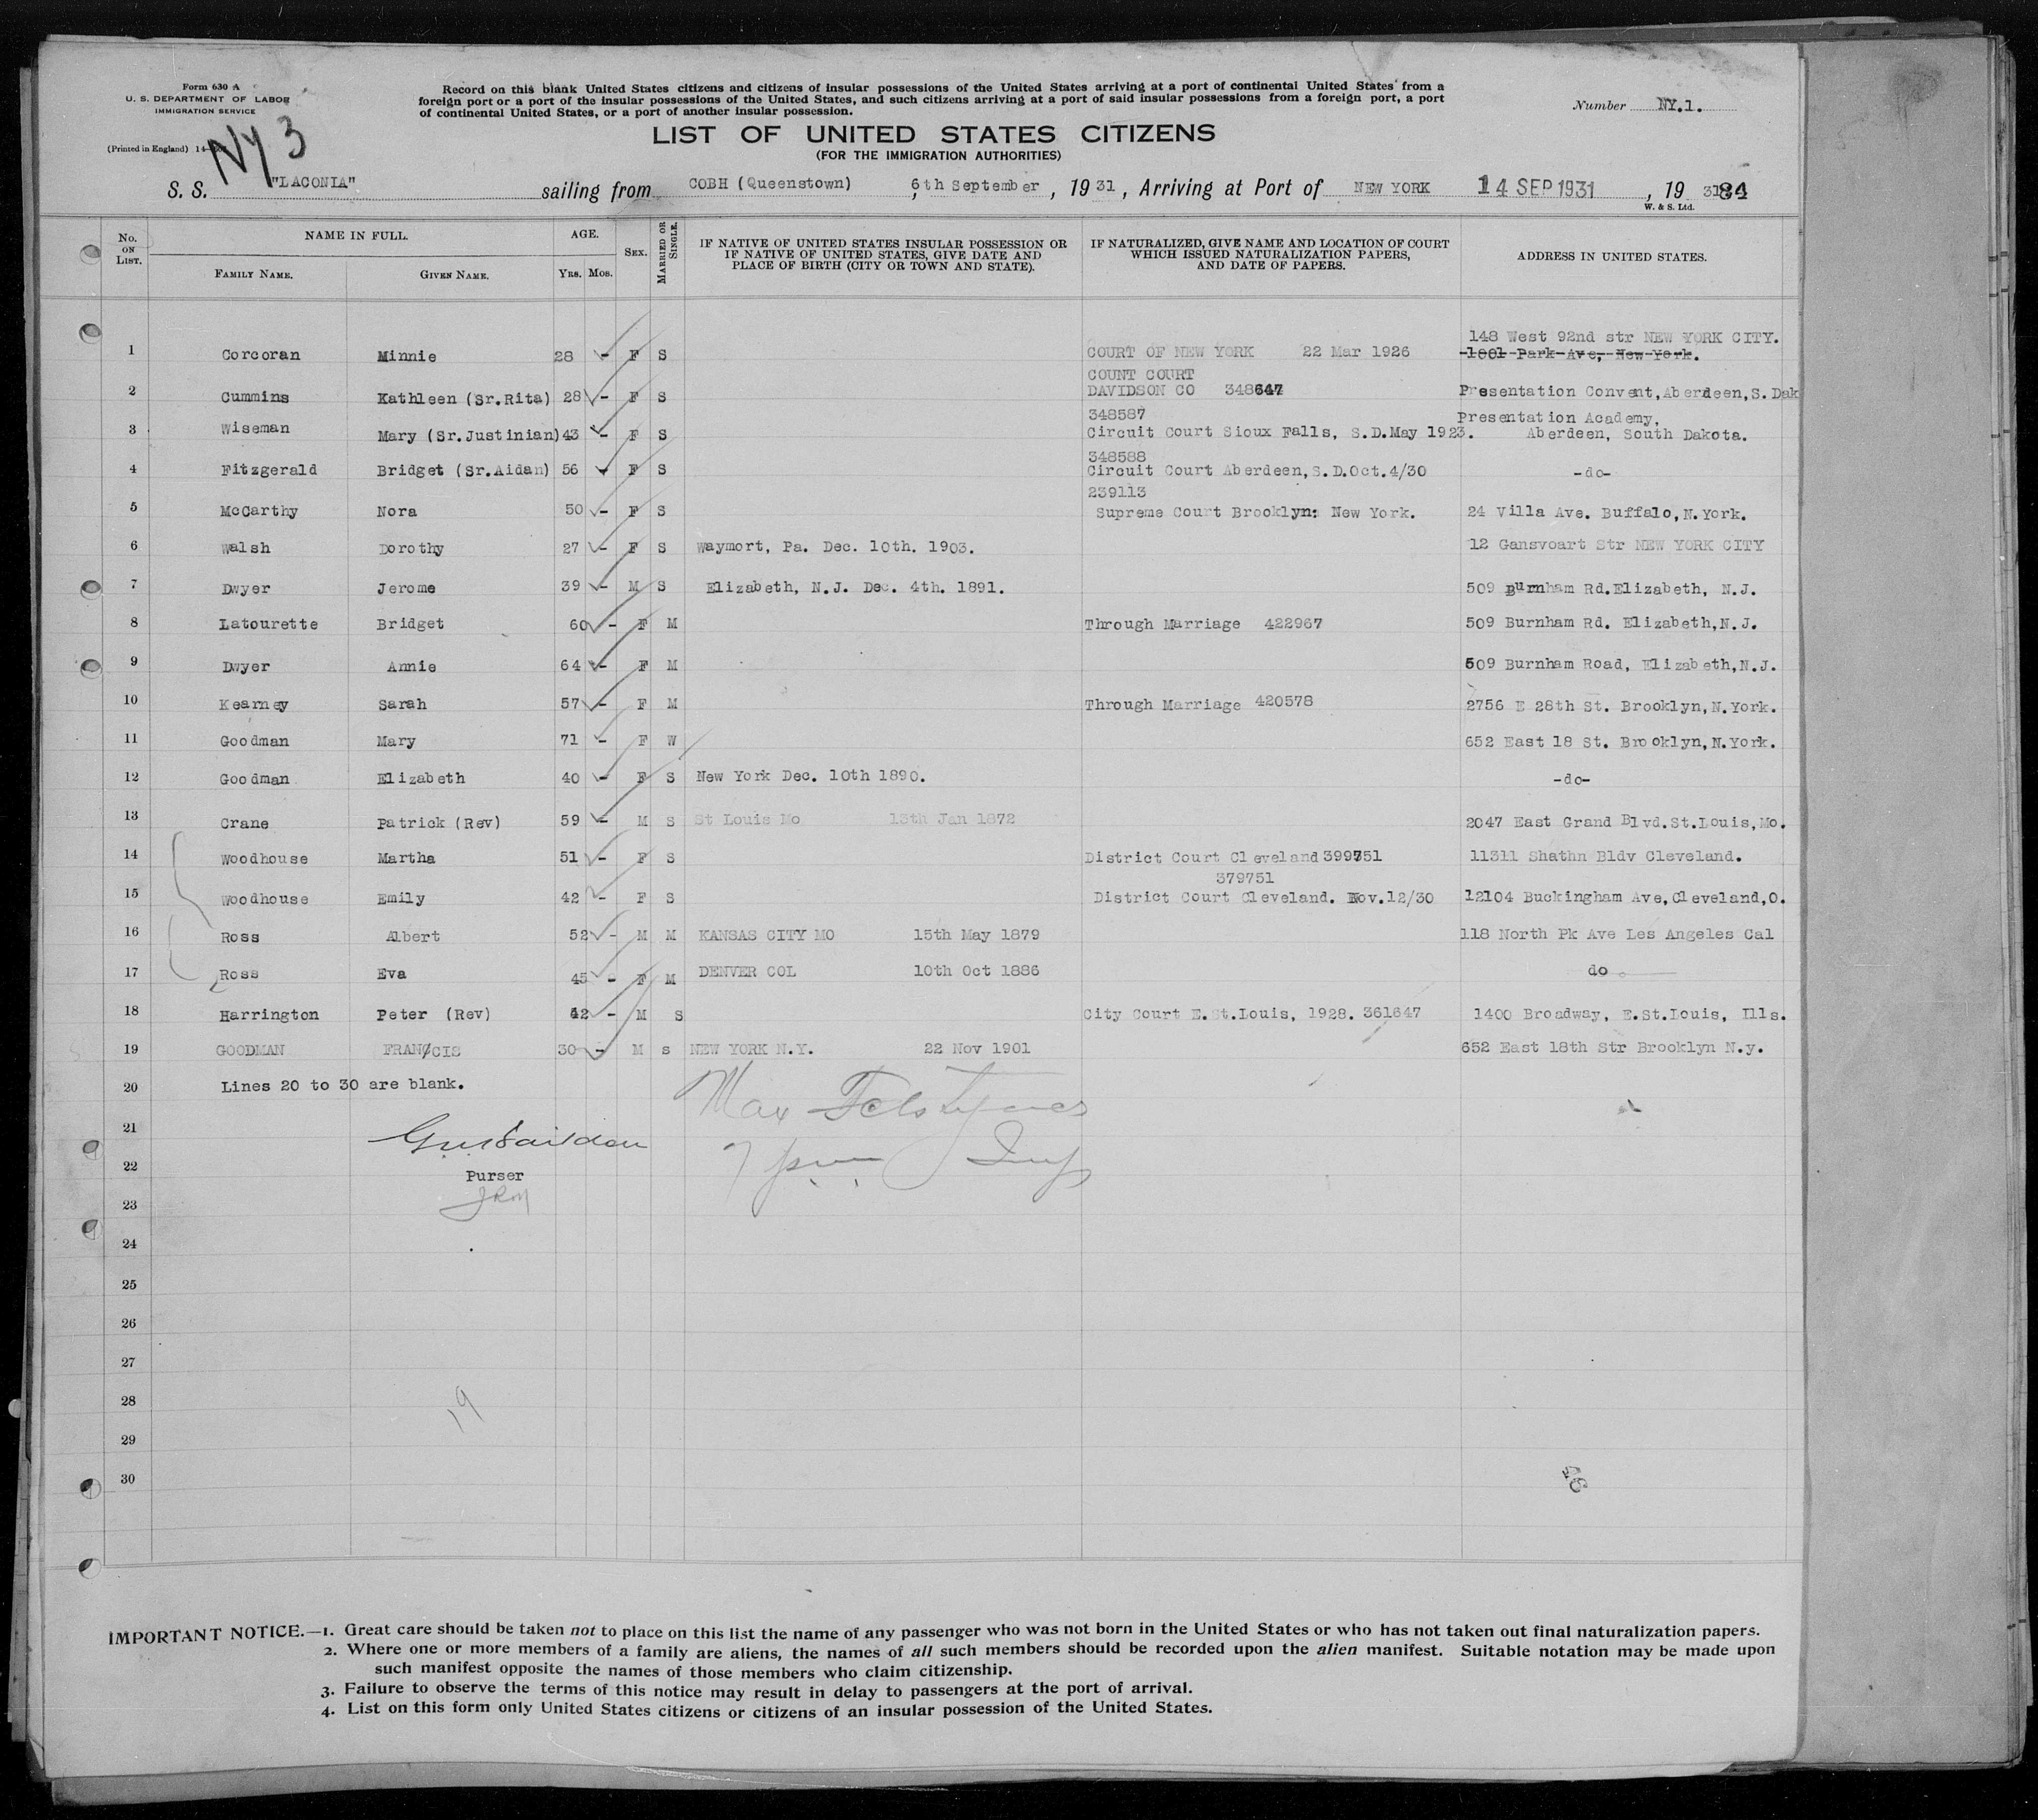 Form 630 A
U. S. DEPARTMENT OF LABOR
IMMIGRATION SERVICE
(Printed in England)
NY 3
Record on this blank United States citizens and citizens of insular possessions of the United States arriving at a port of continental United States from a
foreign port or a port of the insular possessions of the United States, and such citizens arriving at a port of said insular possessions from a foreign port, a port
of continental United States, or a port of another insular possession.
Number NY.1.
LIST OF UNITED STATES CITIZENS
(FOR THE IMMIGRATION AUTHORITIES)
S. S. "LACONIA" sailing from COBH (Queenstown) 6th September, 1931, Arriving at Port of NEW YORK 14 SEP 1931, 19 31 84
W. & S. Ltd.
No. ON LIST. NAME IN FULL. FAMILY NAME. GIVEN NAME. AGE. YRS. MOS. SEX. MARRIED OR SINGLE. IF NATIVE OF UNITED STATES INSULAR POSSESSION OR IF NATIVE OF UNITED STATES, GIVE DATE AND PLACE OF BIRTH (CITY OR TOWN AND STATE). IF NATURALIZED, GIVE NAME AND LOCATION OF COURT WHICH ISSUED NATURALIZATION PAPERS, AND DATE OF PAPERS. ADDRESS IN UNITED STATES.
148 West 92nd str NEW YORK CITY.
1 Corcoran Minnie 28 - F S COURT OF NEW YORK 22 Mar 1926 1001 Park Ave, New York.
COUNT COURT
2 Cummins Kathleen (Sr.Rita) 28 - F S DAVIDSON CO 348647 Presentation Convent,Aberdeen,S.Dak
348587 Presentation Academy,
3 Wiseman Mary (Sr.Justinian) 43 - F S Circuit Court Sioux Falls, S.D.May 1923. Aberdeen, South Dakota.
348588
4 Fitzgerald Bridget (Sr.Aidan) 56 - F S Circuit Court Aberdeen,S.D.Oct.4/30 -do-
239113
5 McCarthy Nora 50 - F S Supreme Court Brooklyn: New York. 24 Villa Ave. Buffalo,N.York.
6 Walsh Dorothy 27 - F S Waymort, Pa. Dec. 10th. 1903. 12 Gansvoart Str NEW YORK CITY
7 Dwyer Jerome 39 - M S Elizabeth, N.J. Dec. 4th. 1891. 509 Burnham Rd.Elizabeth, N.J.
8 Latourette Bridget 60 - F M Through Marriage 422967 509 Burnham Rd. Elizabeth,N.J.
9 Dwyer Annie 64 - F M 509 Burnham Road, Elizabeth,N.J.
10 Kearney Sarah 57 - F M Through Marriage 420578 2756 E 28th St. Brooklyn,N.York.
11 Goodman Mary 71 - F W 652 East 18 St. Brooklyn,N.York.
12 Goodman Elizabeth 40 - F S New York Dec. 10th 1890. -do-
13 Crane Patrick (Rev) 59 - M S St Louis Mo 13th Jan 1872 2047 East Grand Blvd.St.Louis,Mo.
14 Woodhouse Martha 51 - F S District Court Cleveland 399751 11311 Shathn Bldv Cleveland.
379751
15 Woodhouse Emily 42 - F S District Court Cleveland. Nov.12/30 12104 Buckingham Ave,Cleveland,O.
16 Ross Albert 52 - M M KANSAS CITY MO 15th May 1879 118 North Pk Ave Les Angeles Cal
17 Ross Eva 45 - F M DENVER COL 10th Oct 1886 do
18 Harrington Peter (Rev) 42 - M S City Court E.St.Louis, 1928. 361647 1400 Broadway, E.St.Louis, Ills.
19 GOODMAN FRANCIS 30 - M s NEW YORK N.Y. 22 Nov 1901 652 East 18th Str Brooklyn N.y.
20 Lines 20 to 30 are blank.
Max
21
22
Purser
JRM
23
24
25
26
27
28
19
29
30
IMPORTANT NOTICE.—1. Great care should be taken not to place on this list the name of any passenger who was not born in the United States or who has not taken out final naturalization papers.
2. Where one or more members of a family are aliens, the names of all such members should be recorded upon the alien manifest. Suitable notation may be made upon
such manifest opposite the names of those members who claim citizenship.
3. Failure to observe the terms of this notice may result in delay to passengers at the port of arrival.
4. List on this form only United States citizens or citizens of an insular possession of the United States.